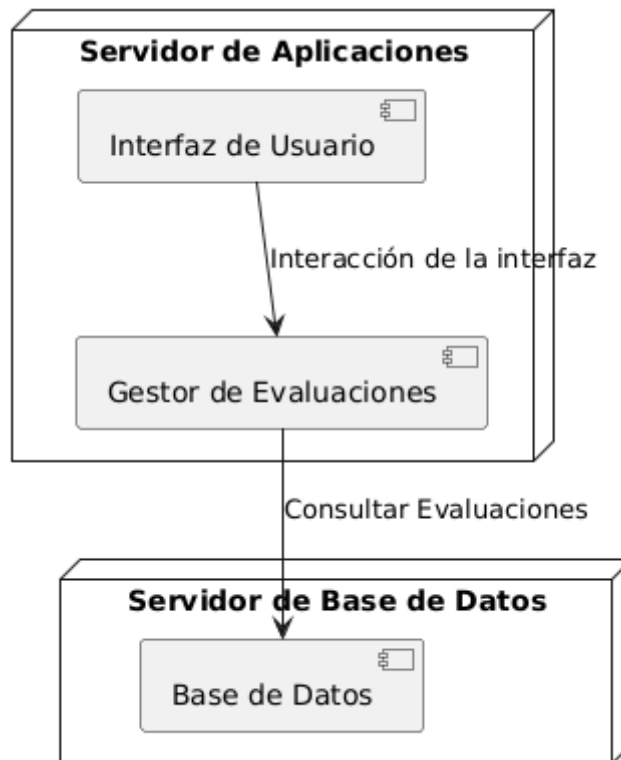 Servidor de Aplicaciones
Interfaz de Usuario
Interacción de la interfaz
Gestor de Evaluaciones
Consultar Evaluaciones
Servidor de Base de Datos
Base de Datos